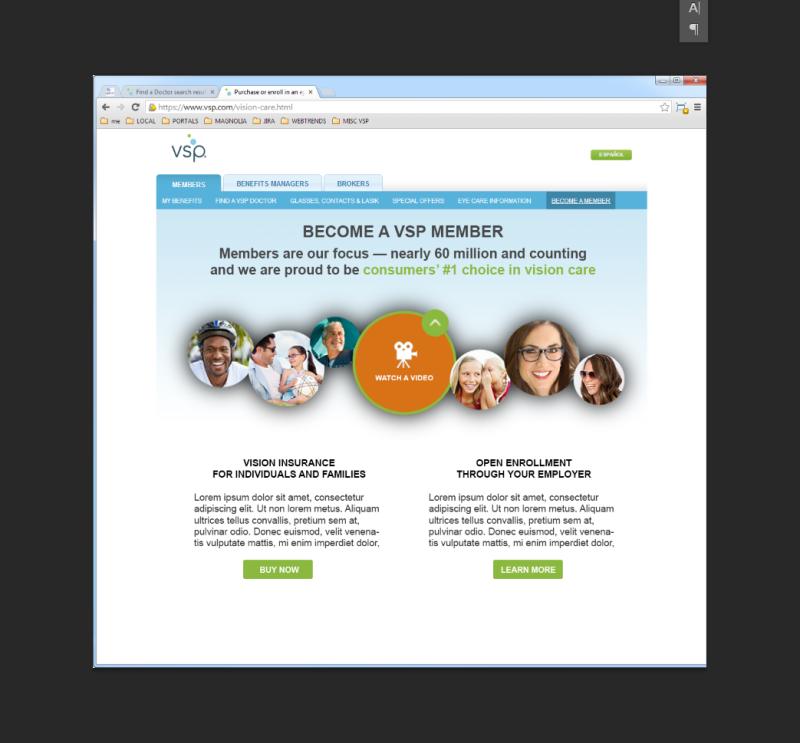 A
¶
Find a Doctor search resul
Purchase or enroll in an e
https://www.vsp.com/vision-care.html
me LOCAL PORTALS MAGNOLIA JIRA WEBTRENDS MISC VSP
vsp.
ESPAÑOL
MEMBERS BENEFITS MANAGERS BROKERS
MY BENEFITS FIND A VSP DOCTOR GLASSES, CONTACTS & LASIK SPECIAL OFFERS EYE CARE INFORMATION BECOME A MEMBER
BECOME A VSP MEMBER
Members are our focus — nearly 60 million and counting
and we are proud to be consumers’ #1 choice in vision care
WATCH A VIDEO
VISION INSURANCE
FOR INDIVIDUALS AND FAMILIES
Lorem ipsum dolor sit amet, consectetur
adipiscing elit. Ut non lorem metus. Aliquam
ultrices tellus convallis, pretium sem at,
pulvinar odio. Donec euismod, velit venena-
tis vulputate mattis, mi enim imperdiet dolor,
BUY NOW
OPEN ENROLLMENT
THROUGH YOUR EMPLOYER
Lorem ipsum dolor sit amet, consectetur
adipiscing elit. Ut non lorem metus. Aliquam
ultrices tellus convallis, pretium sem at,
pulvinar odio. Donec euismod, velit venena-
tis vulputate mattis, mi enim imperdiet dolor,
LEARN MORE